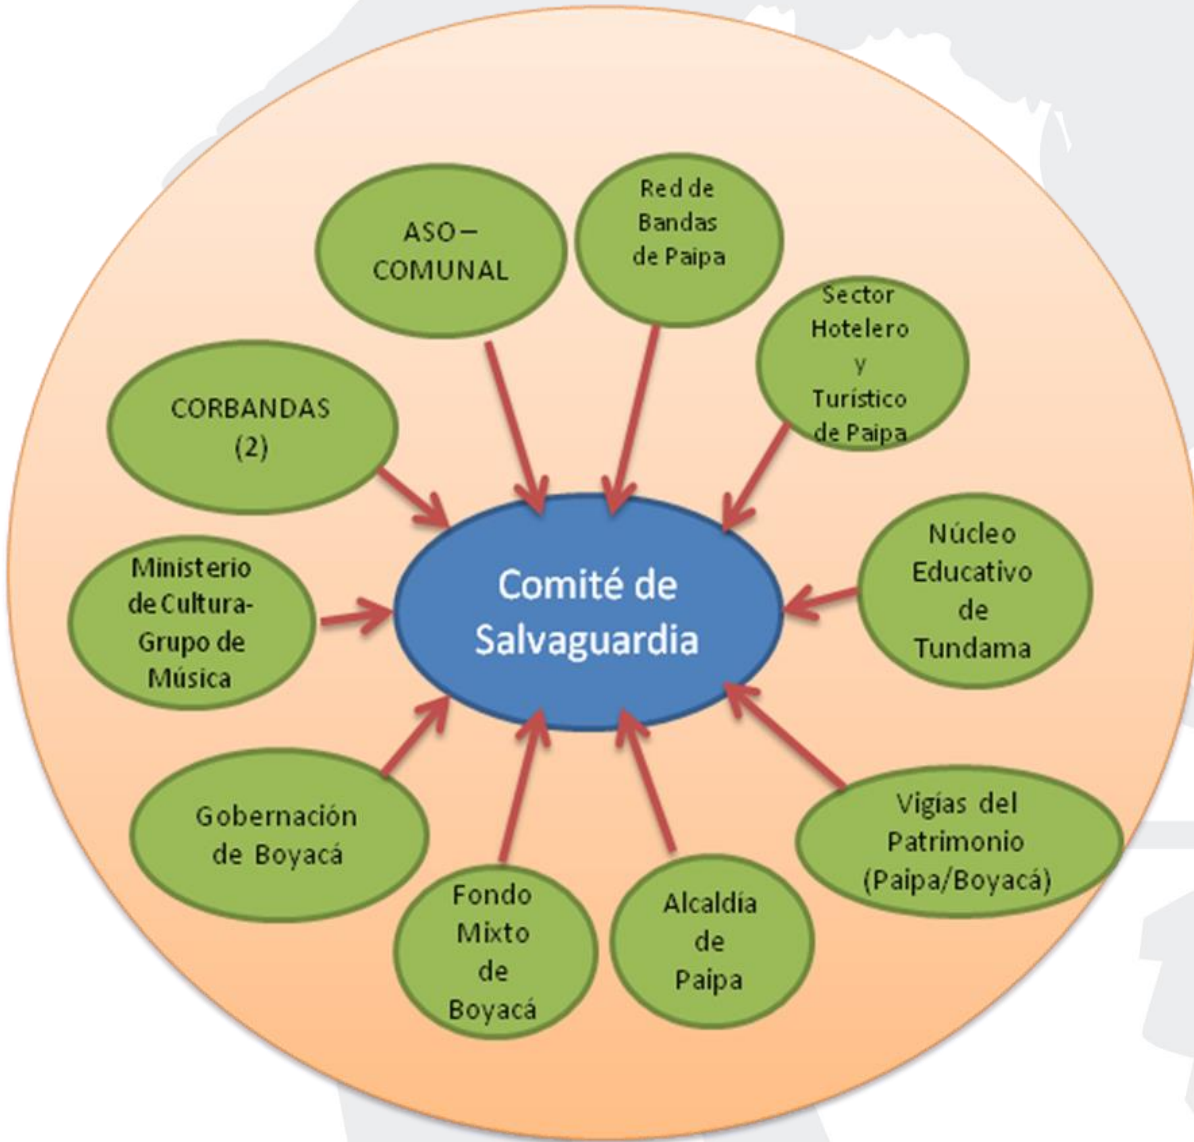 ASO –
COMUNAL
Red de
Bandas
de Paipa
Sector
Hotelero
y
Turístico
de Paipa
CORBANDAS
(2)
Núcleo
Educativo
de
Tundama
Ministerio
de Cultura-
Grupo de
Música
Comité de
Salvaguardia
Gobernación
de Boyacá
Fondo
Mixto
de
Boyacá
Alcaldía
de
Paipa
Vigías del
Patrimonio
(Paipa/Boyacá)